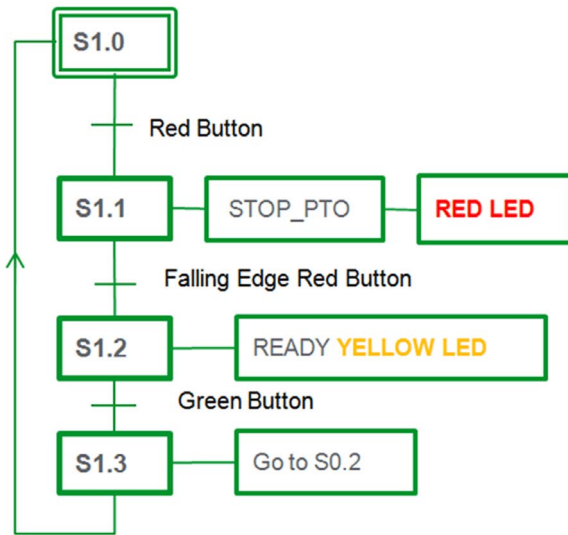 S1.0
Red Button
S1.1 STOP_PTO RED LED
Falling Edge Red Button
S1.2 READY YELLOW LED
Green Button
S1.3 Go to S0.2